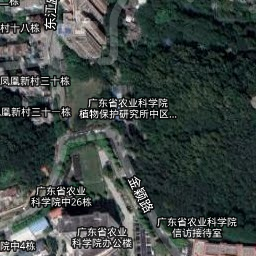 二栋
东江
村十八栋
凤凰新村三十栋
凰新村三十一栋
广东省农业科学院
植物保护研究所中区...
广东省农业
科学院中26栋
金颖路
广东省农业科学院
信访接待室
广东省农业
科学院办公楼
院中4栋